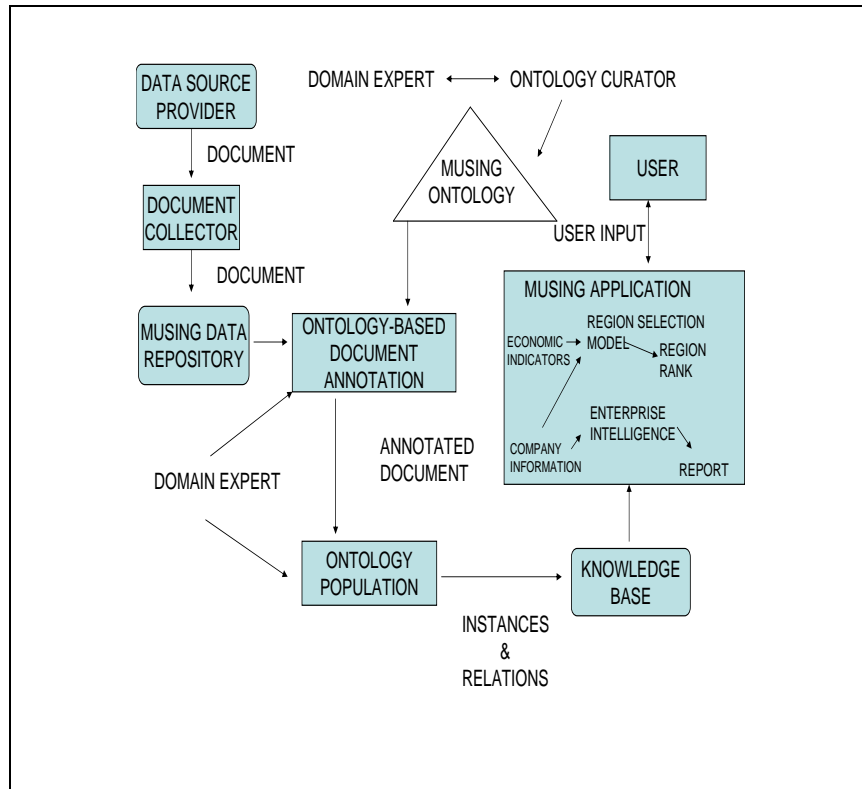 DATA SOURCE
PROVIDER
DOMAIN EXPERT
ONTOLOGY CURATOR
DOCUMENT
MUSING
ONTOLOGY
USER
DOCUMENT
COLLECTOR
USER INPUT
DOCUMENT
MUSING APPLICATION
MUSING DATA
REPOSITORY
ONTOLOGY-BASED
DOCUMENT
ANNOTATION
ECONOMIC
INDICATORS
REGION SELECTION
MODEL
REGION
RANK
ENTERPRISE
INTELLIGENCE
COMPANY
INFORMATION
REPORT
ANNOTATED
DOCUMENT
DOMAIN EXPERT
ONTOLOGY
POPULATION
KNOWLEDGE
BASE
INSTANCES
&
RELATIONS